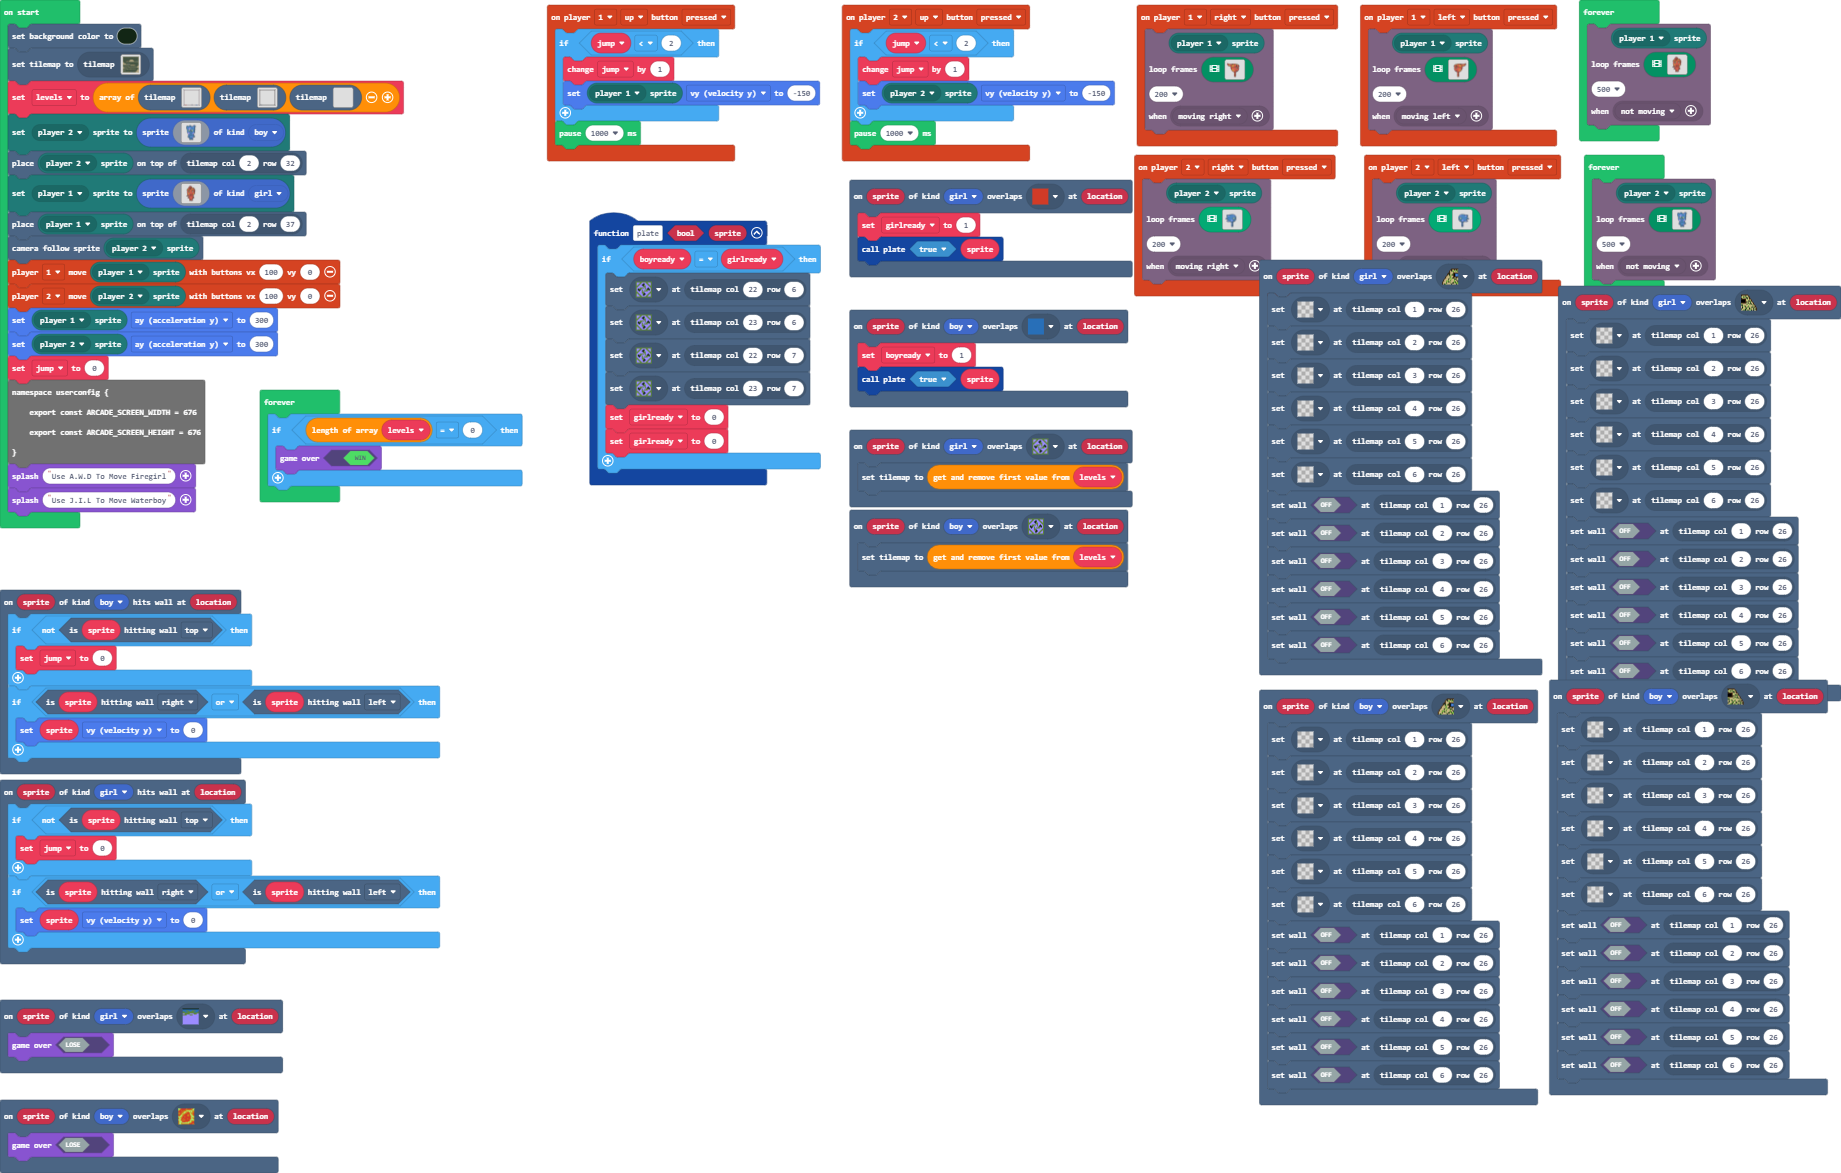 on start
set background color to
set tilemap to tilemap
set levels to array of tilemap tilemap tilemap
set player 2 sprite to sprite of kind boy
place player 2 sprite on top of tilemap col 2 row 32
set player 1 sprite to sprite of kind girl
place player 1 sprite on top of tilemap col 2 row 37
camera follow sprite player 2 sprite
player 1 move player 1 sprite with buttons vx 100 vy 0
player 2 move player 2 sprite with buttons vx 100 vy 0
set player 1 sprite ay (acceleration y) to 300
set player 2 sprite ay (acceleration y) to 300
set jump to 0
namespace userconfig {
export const ARCADE_SCREEN_WIDTH = 676
export const ARCADE_SCREEN_HEIGHT = 676
}
splash "Use A.W.D To Move Firegirl"
splash "Use J.I.L To Move Waterboy"
forever
if length of array levels = 0 then
game over WIN
on sprite of kind boy hits wall at location
if not is sprite hitting wall top then
set jump to 0
if is sprite hitting wall right or is sprite hitting wall left then
set sprite vy (velocity y) to 0
on sprite of kind girl hits wall at location
if not is sprite hitting wall top then
set jump to 0
if is sprite hitting wall right or is sprite hitting wall left then
set sprite vy (velocity y) to 0
on sprite of kind girl overlaps at location
game over LOSE
on sprite of kind boy overlaps at location
game over LOSE
on player 1 up button pressed
if jump < 2 then
change jump by 1
set player 1 sprite vy (velocity y) to -150
pause 1000 ms
function plate bool sprite
if boyready = girlready then
set at tilemap col 22 row 6
set at tilemap col 23 row 6
set at tilemap col 22 row 7
set at tilemap col 23 row 7
set girlready to 0
set girlready to 0
on player 2 up button pressed
if jump < 2 then
change jump by 1
set player 2 sprite vy (velocity y) to -150
pause 1000 ms
on sprite of kind girl overlaps at location
set girlready to 1
call plate true sprite
on sprite of kind boy overlaps at location
set boyready to 1
call plate true sprite
on sprite of kind girl overlaps at location
set tilemap to get and remove first value from levels
on sprite of kind boy overlaps at location
set tilemap to get and remove first value from levels
on player 1 right button pressed
player 1 sprite
loop frames
200
when moving right
on player 1 left button pressed
player 1 sprite
loop frames
200
when moving left
forever
player 1 sprite
loop frames
500
when not moving
on player 2 right button pressed
player 2 sprite
loop frames
200
when moving right
on player 2 left button pressed
player 2 sprite
loop frames
200
forever
player 2 sprite
loop frames
500
when not moving
on sprite of kind girl overlaps at location
set at tilemap col 1 row 26
set at tilemap col 2 row 26
set at tilemap col 3 row 26
set at tilemap col 4 row 26
set at tilemap col 5 row 26
set at tilemap col 6 row 26
set wall OFF at tilemap col 1 row 26
set wall OFF at tilemap col 2 row 26
set wall OFF at tilemap col 3 row 26
set wall OFF at tilemap col 4 row 26
set wall OFF at tilemap col 5 row 26
set wall OFF at tilemap col 6 row 26
on sprite of kind girl overlaps at location
set at tilemap col 1 row 26
set at tilemap col 2 row 26
set at tilemap col 3 row 26
set at tilemap col 4 row 26
set at tilemap col 5 row 26
set at tilemap col 6 row 26
set wall OFF at tilemap col 1 row 26
set wall OFF at tilemap col 2 row 26
set wall OFF at tilemap col 3 row 26
set wall OFF at tilemap col 4 row 26
set wall OFF at tilemap col 5 row 26
set wall OFF at tilemap col 6 row 26
on sprite of kind boy overlaps at location
set at tilemap col 1 row 26
set at tilemap col 2 row 26
set at tilemap col 3 row 26
set at tilemap col 4 row 26
set at tilemap col 5 row 26
set at tilemap col 6 row 26
set wall OFF at tilemap col 1 row 26
set wall OFF at tilemap col 2 row 26
set wall OFF at tilemap col 3 row 26
set wall OFF at tilemap col 4 row 26
set wall OFF at tilemap col 5 row 26
set wall OFF at tilemap col 6 row 26
on sprite of kind boy overlaps at location
set at tilemap col 1 row 26
set at tilemap col 2 row 26
set at tilemap col 3 row 26
set at tilemap col 4 row 26
set at tilemap col 5 row 26
set at tilemap col 6 row 26
set wall OFF at tilemap col 1 row 26
set wall OFF at tilemap col 2 row 26
set wall OFF at tilemap col 3 row 26
set wall OFF at tilemap col 4 row 26
set wall OFF at tilemap col 5 row 26
set wall OFF at tilemap col 6 row 26